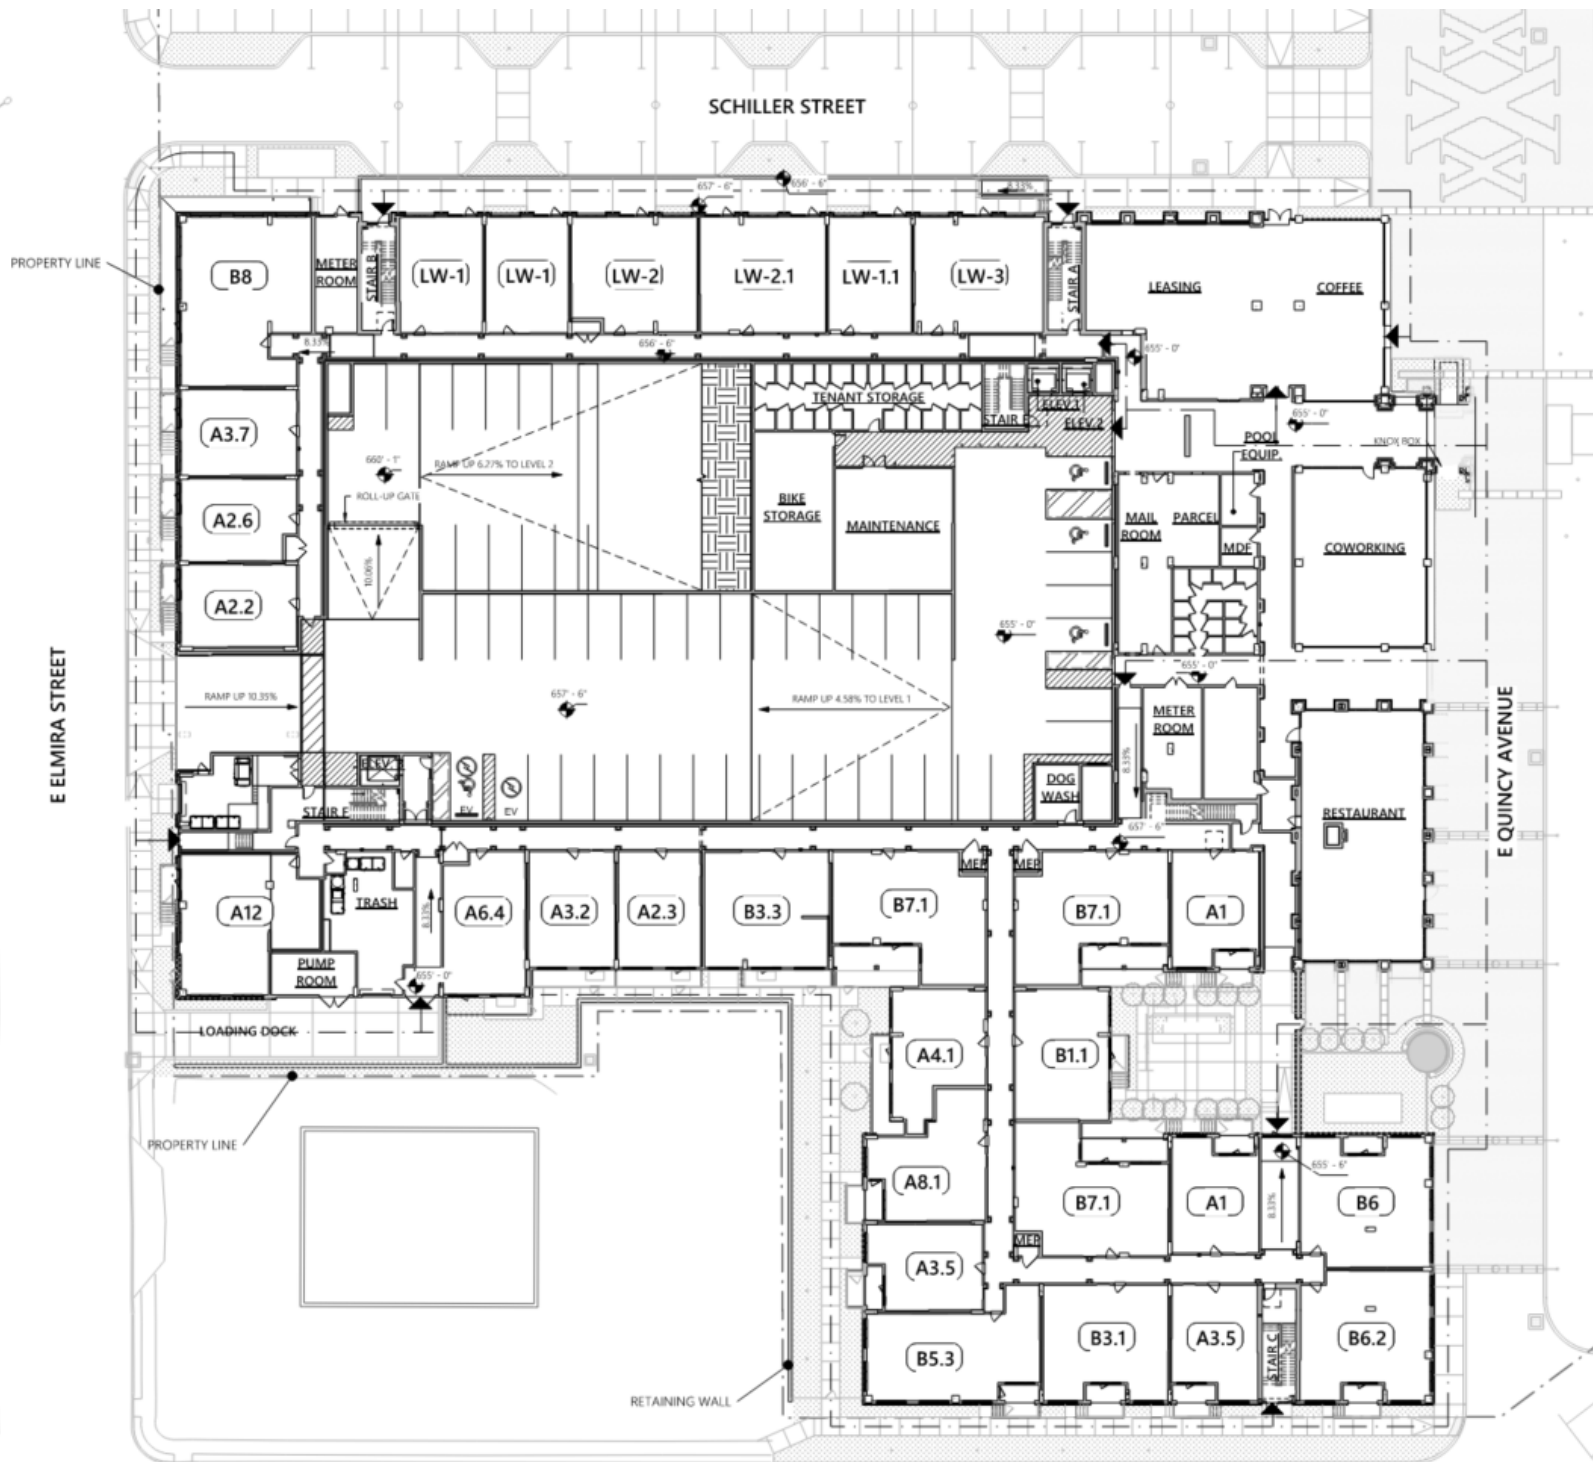 SCHILLER STREET
657' - 6"
656' - 6"
8.33%
PROPERTY LINE
B8
METER
ROOM
STAIR B
LW-1
LW-1
LW-2
LW-2.1
LW-1.1
LW-3
STAIR A
LEASING
COFFEE
8.33%
656' - 6"
655' - 0"
TENANT STORAGE
ELEV.1
ELEV.2
655' - 0"
A3.7
660' - 1"
RAMP UP 6.27% TO LEVEL 2
POOL
EQUIP.
KNOX BOX
ROLL-UP GATE
A2.6
BIKE
STORAGE
MAINTENANCE
MAIL
ROOM
PARCEL
MDF
COWORKING
10.06%
A2.2
655' - 0"
E ELMIRA STREET
RAMP UP 10.35%
657' - 6"
RAMP UP 4.58% TO LEVEL 1
655' - 0"
METER
ROOM
E QUINCY AVENUE
ELEV
8.33%
DOG
WASH
EV
EV
STAIR E
RESTAURANT
657' - 6"
MEP
MEP
A12
TRASH
8.33%
A6.4
A3.2
A2.3
B3.3
B7.1
B7.1
A1
PUMP
ROOM
655' - 0"
LOADING DOCK
A4.1
B1.1
PROPERTY LINE
655' - 6"
A8.1
B7.1
A1
8.33%
B6
MEP
A3.5
B5.3
B3.1
A3.5
STAIR C
B6.2
RETAINING WALL